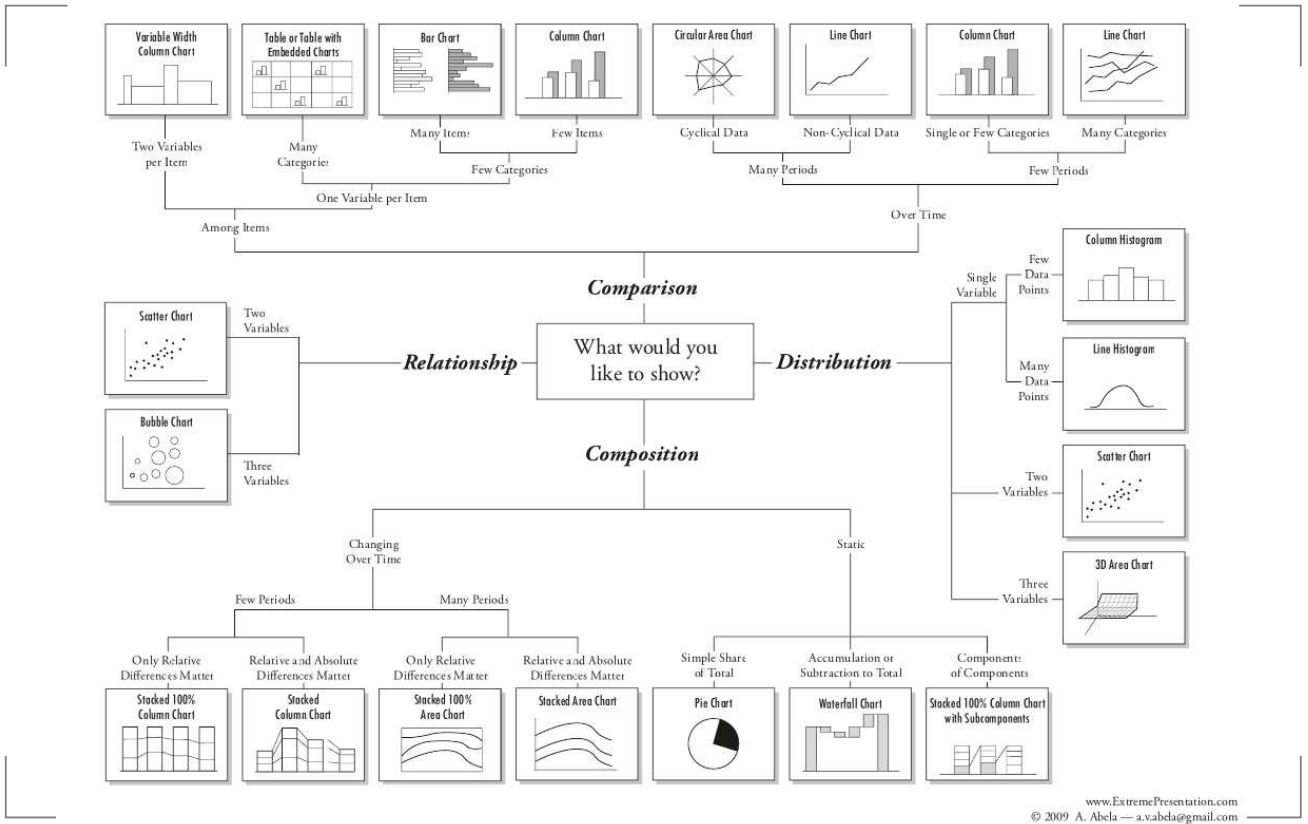 Variable Width
Column Chart
Table or Table with
Embedded Charts
Bar Chart
Column Chart
Circular Area Chart
Line Chart
Column Chart
Line Chart
Two Variables
per Item
Many
Categories
Many Items
Few Items
Cyclical Data
Non-Cyclical Data
Single or Few Categories
Many Categories
Few Categories
Many Periods
Few Periods
One Variable per Item
Among Items
Over Time
Comparison
What would you
like to show?
Relationship
Two
Variables
Scatter Chart
Bubble Chart
Three
Variables
Distribution
Single
Variable
Few
Data
Points
Column Histogram
Many
Data
Points
Line Histogram
Two
Variables
Scatter Chart
Three
Variables
3D Area Chart
Composition
Changing
Over Time
Static
Few Periods
Many Periods
Only Relative
Differences Matter
Relative and Absolute
Differences Matter
Only Relative
Differences Matter
Relative and Absolute
Differences Matter
Simple Share
of Total
Accumulation or
Subtraction to Total
Components
of Components
Stacked 100%
Column Chart
Stacked
Column Chart
Stacked 100%
Area Chart
Stacked Area Chart
Pie Chart
Waterfall Chart
Stacked 100% Column Chart
with Subcomponents
www.ExtremePresentation.com
© 2009 A. Abela — a.v.abela@gmail.com